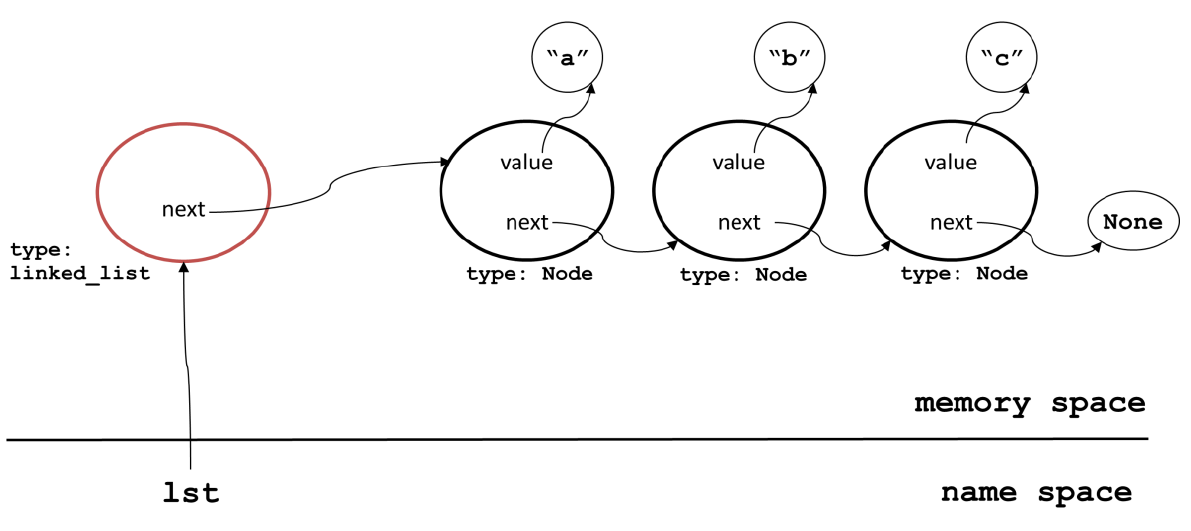 “a”
“b”
“c”
value
value
value
next
next
next
next
None
type:
linked_list
type: Node
type: Node
type: Node
memory space
lst
name space